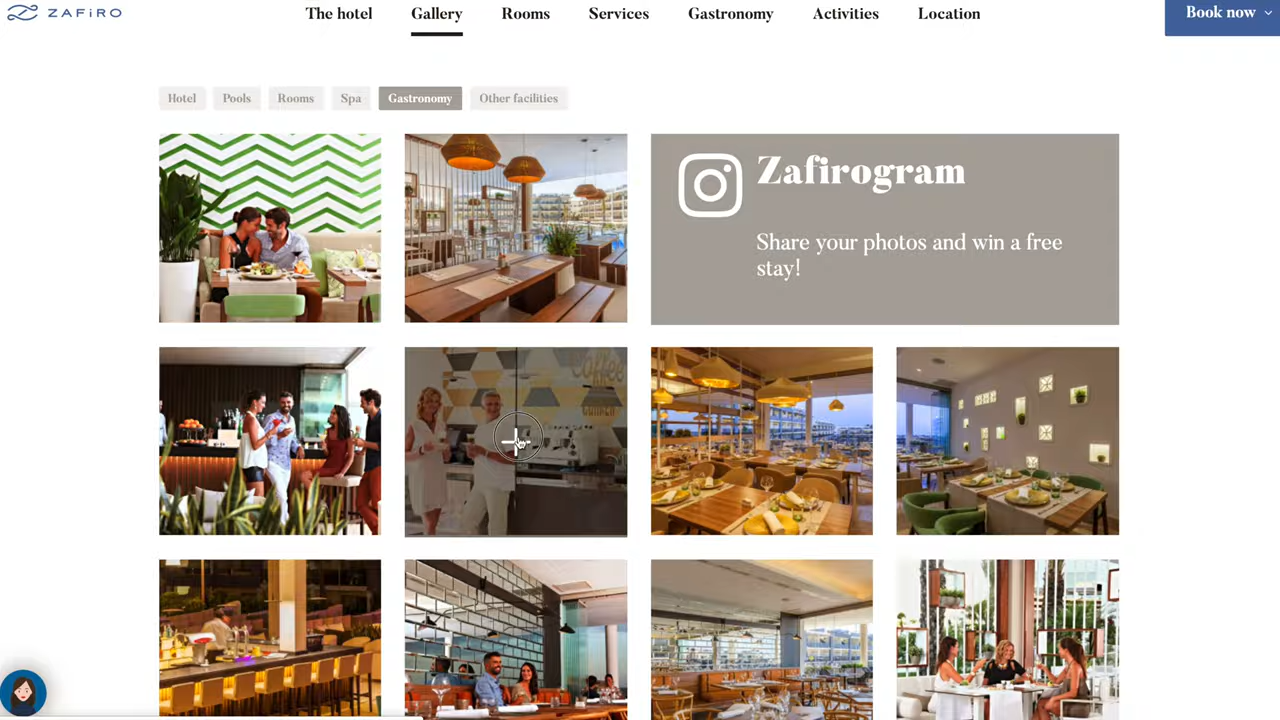 ZAFiRO
The hotel
Gallery
Rooms
Services
Gastronomy
Activities
Location
Book now
Hotel
Pools
Rooms
Spa
Gastronomy
Other facilities
Zafirogram
Share your photos and win a free
stay!
Coffee